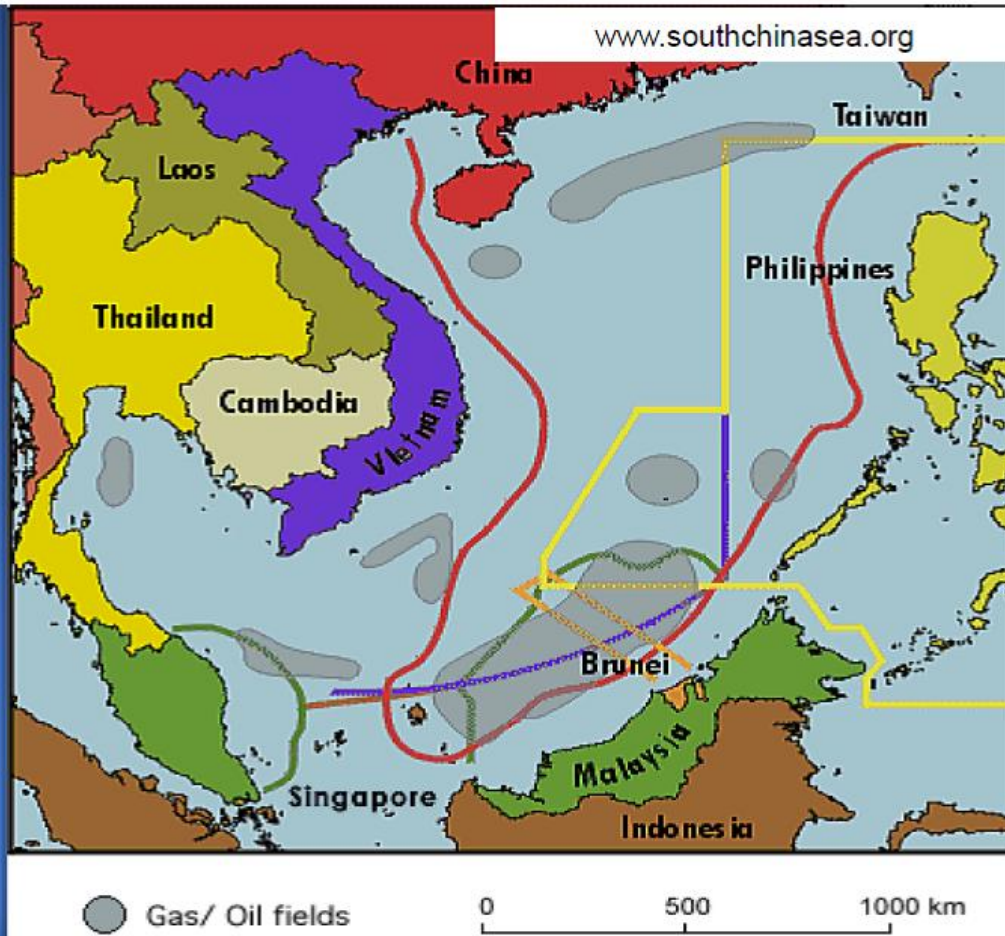 www.southchinasea.org
China
Taiwan
Laos
Philippines
Thailand
Cambodia
Vietnam
Brunei
Malaysia
Singapore
Indonesia
Gas/ Oil fields
0 500 1000 km